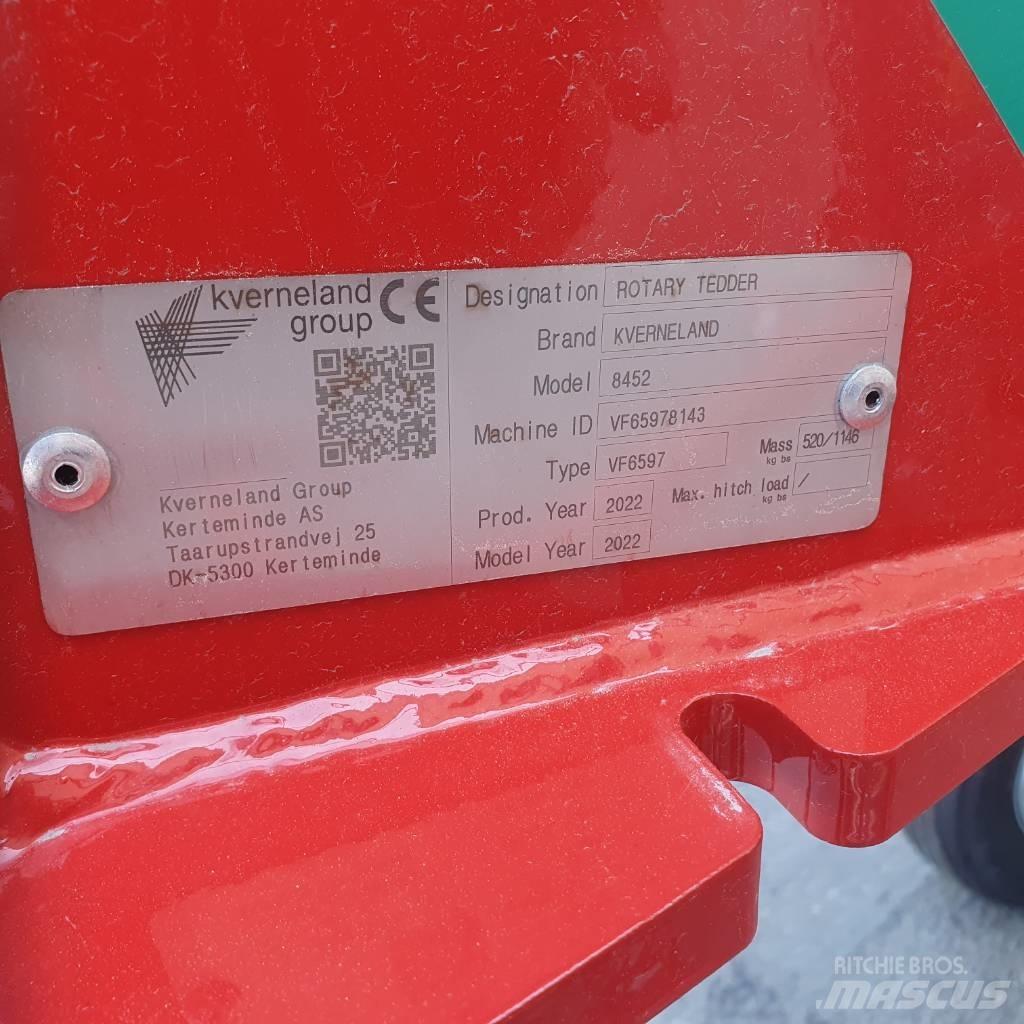 kverneland
group
CE
Kverneland Group
Kerteminde AS
Taarupstrandvej 25
DK-5300 Kerteminde
Designation ROTARY TEDDER
Brand KVERNELAND
Model 8452
Machine ID VF65978143
Type VF6597 Mass kg bs 520/1146
Prod. Year 2022 Max. hitch load kg bs /
Model Year 2022
RITCHIE BROS.
MASCUS